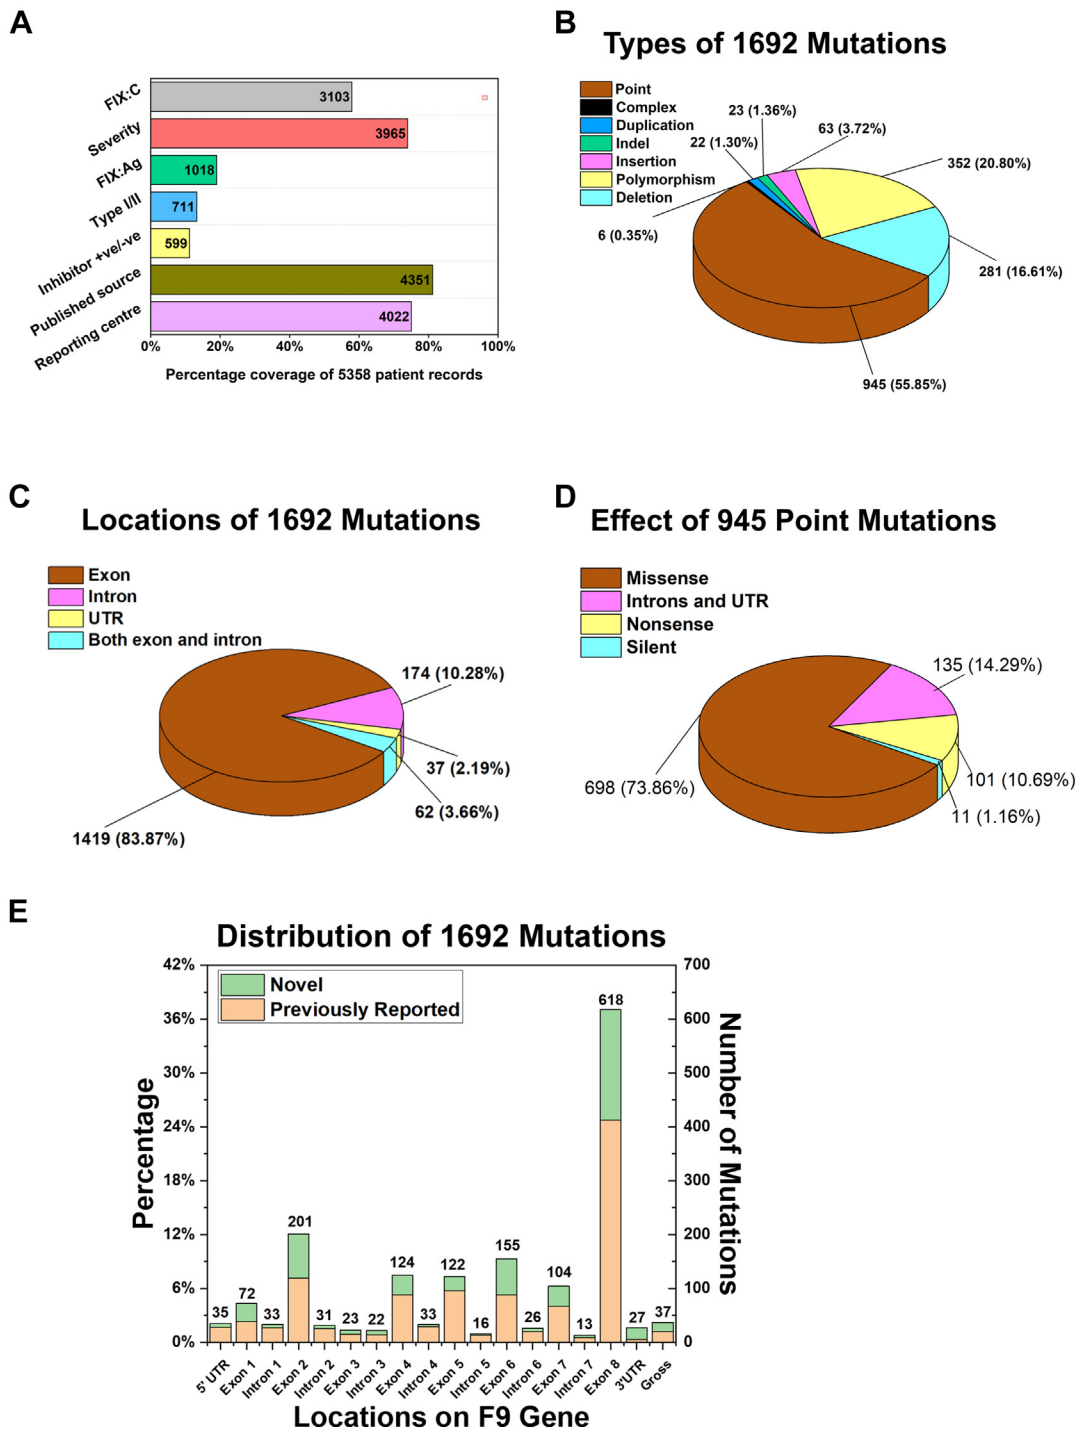 A
FIX:C
Severity
FIX:Ag
Type I/II
Inhibitor +ve/-ve
Published source
Reporting centre
3103
3965
1018
711
599
4351
4022
0% 20% 40% 60% 80% 100%
Percentage coverage of 5358 patient records
B
Types of 1692 Mutations
Point
Complex
Duplication
Indel
Insertion
Polymorphism
Deletion
23 (1.36%)
63 (3.72%)
22 (1.30%)
352 (20.80%)
6 (0.35%)
281 (16.61%)
945 (55.85%)
C
Locations of 1692 Mutations
Exon
Intron
UTR
Both exon and intron
174 (10.28%)
37 (2.19%)
62 (3.66%)
1419 (83.87%)
D
Effect of 945 Point Mutations
Missense
Introns and UTR
Nonsense
Silent
135 (14.29%)
698 (73.86%)
101 (10.69%)
11 (1.16%)
E
Distribution of 1692 Mutations
Novel
Previously Reported
Percentage
42%
36%
30%
24%
18%
12%
6%
0%
35 72 33 201 31 23 22 124 33 122 16 155 26 104 13 618 27 37
700
600
500
400
300
200
100
0
Number of Mutations
5' UTR Exon 1 Intron 1 Exon 2 Intron 2 Exon 3 Intron 3 Exon 4 Intron 4 Exon 5 Intron 5 Exon 6 Intron 6 Exon 7 Intron 7 Exon 8 3'UTR Gross
Locations on F9 Gene